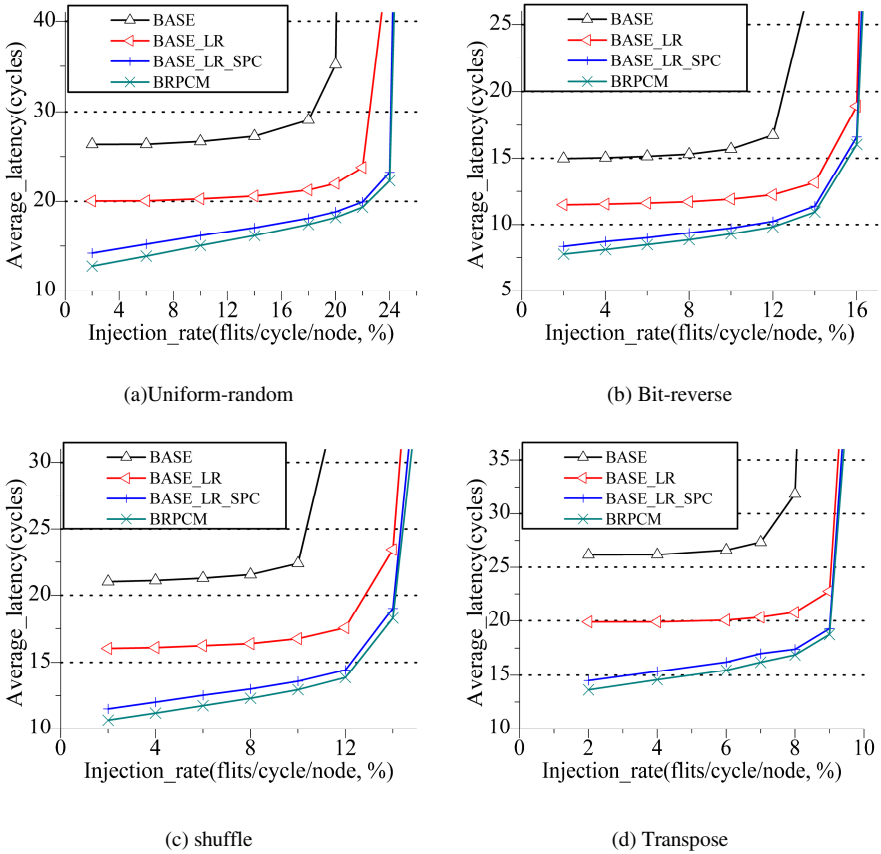 BASE
BASE_LR
BASE_LR_SPC
BRPCM
Average_latency(cycles)
40
30
20
10
0 4 8 12 16 20 24
Injection_rate(flits/cycle/node, %)
(a)Uniform-random
BASE
BASE_LR
BASE_LR_SPC
BRPCM
Average_latency(cycles)
25
20
15
10
5
0 4 8 12 16
Injection_rate(flits/cycle/node, %)
(b) Bit-reverse
BASE
BASE_LR
BASE_LR_SPC
BRPCM
Average_latency(cycles)
30
25
20
15
10
0 4 8 12
Injection_rate(flits/cycle/node, %)
(c) shuffle
BASE
BASE_LR
BASE_LR_SPC
BRPCM
Average_latency(cycles)
35
30
25
20
15
10
0 2 4 6 8 10
Injection_rate(flits/cycle/node, %)
(d) Transpose